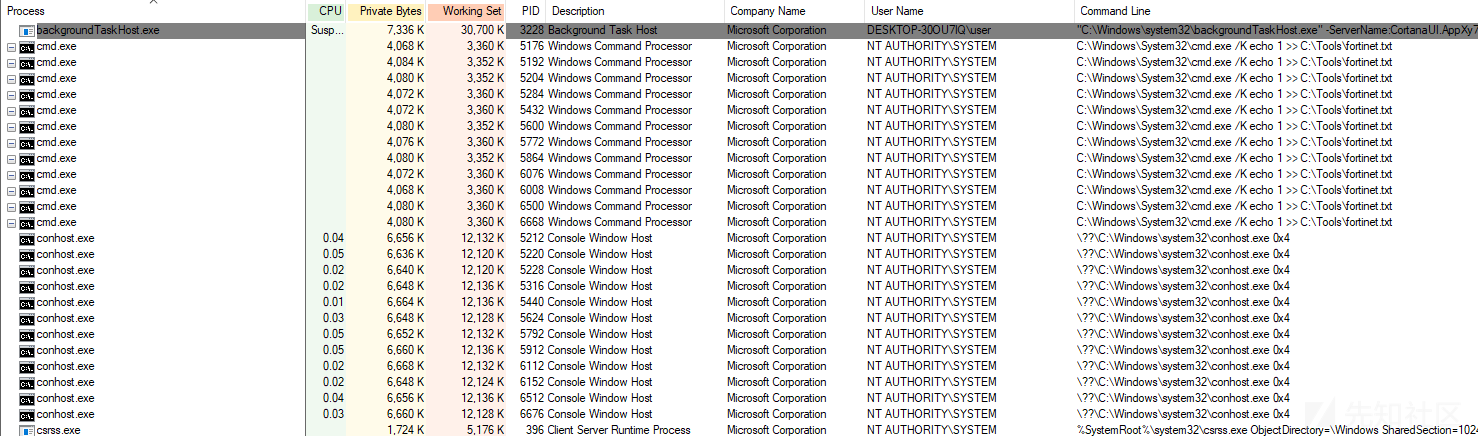 Process CPU Private Bytes Working Set PID Description Company Name User Name Command Line
backgroundTaskHost.exe Susp... 7,336 K 30,700 K 3228 Background Task Host Microsoft Corporation DESKTOP-30OU7IQ\user "C:\Windows\system32\backgroundTaskHost.exe" -ServerName:CortanaUI.AppXy7
cmd.exe 4,068 K 3,360 K 5176 Windows Command Processor Microsoft Corporation NT AUTHORITY\SYSTEM C:\Windows\System32\cmd.exe /K echo 1 >> C:\Tools\fortinet.txt
cmd.exe 4,084 K 3,352 K 5192 Windows Command Processor Microsoft Corporation NT AUTHORITY\SYSTEM C:\Windows\System32\cmd.exe /K echo 1 >> C:\Tools\fortinet.txt
cmd.exe 4,080 K 3,352 K 5204 Windows Command Processor Microsoft Corporation NT AUTHORITY\SYSTEM C:\Windows\System32\cmd.exe /K echo 1 >> C:\Tools\fortinet.txt
cmd.exe 4,072 K 3,360 K 5284 Windows Command Processor Microsoft Corporation NT AUTHORITY\SYSTEM C:\Windows\System32\cmd.exe /K echo 1 >> C:\Tools\fortinet.txt
cmd.exe 4,072 K 3,360 K 5432 Windows Command Processor Microsoft Corporation NT AUTHORITY\SYSTEM C:\Windows\System32\cmd.exe /K echo 1 >> C:\Tools\fortinet.txt
cmd.exe 4,080 K 3,352 K 5600 Windows Command Processor Microsoft Corporation NT AUTHORITY\SYSTEM C:\Windows\System32\cmd.exe /K echo 1 >> C:\Tools\fortinet.txt
cmd.exe 4,076 K 3,360 K 5772 Windows Command Processor Microsoft Corporation NT AUTHORITY\SYSTEM C:\Windows\System32\cmd.exe /K echo 1 >> C:\Tools\fortinet.txt
cmd.exe 4,080 K 3,352 K 5864 Windows Command Processor Microsoft Corporation NT AUTHORITY\SYSTEM C:\Windows\System32\cmd.exe /K echo 1 >> C:\Tools\fortinet.txt
cmd.exe 4,072 K 3,360 K 6076 Windows Command Processor Microsoft Corporation NT AUTHORITY\SYSTEM C:\Windows\System32\cmd.exe /K echo 1 >> C:\Tools\fortinet.txt
cmd.exe 4,068 K 3,360 K 6008 Windows Command Processor Microsoft Corporation NT AUTHORITY\SYSTEM C:\Windows\System32\cmd.exe /K echo 1 >> C:\Tools\fortinet.txt
cmd.exe 4,080 K 3,360 K 6500 Windows Command Processor Microsoft Corporation NT AUTHORITY\SYSTEM C:\Windows\System32\cmd.exe /K echo 1 >> C:\Tools\fortinet.txt
cmd.exe 4,080 K 3,360 K 6668 Windows Command Processor Microsoft Corporation NT AUTHORITY\SYSTEM C:\Windows\System32\cmd.exe /K echo 1 >> C:\Tools\fortinet.txt
conhost.exe 0.04 6,656 K 12,132 K 5212 Console Window Host Microsoft Corporation NT AUTHORITY\SYSTEM \??\C:\Windows\system32\conhost.exe 0x4
conhost.exe 0.05 6,636 K 12,120 K 5220 Console Window Host Microsoft Corporation NT AUTHORITY\SYSTEM \??\C:\Windows\system32\conhost.exe 0x4
conhost.exe 0.02 6,640 K 12,120 K 5228 Console Window Host Microsoft Corporation NT AUTHORITY\SYSTEM \??\C:\Windows\system32\conhost.exe 0x4
conhost.exe 0.02 6,648 K 12,136 K 5316 Console Window Host Microsoft Corporation NT AUTHORITY\SYSTEM \??\C:\Windows\system32\conhost.exe 0x4
conhost.exe 0.01 6,664 K 12,136 K 5440 Console Window Host Microsoft Corporation NT AUTHORITY\SYSTEM \??\C:\Windows\system32\conhost.exe 0x4
conhost.exe 0.03 6,648 K 12,128 K 5624 Console Window Host Microsoft Corporation NT AUTHORITY\SYSTEM \??\C:\Windows\system32\conhost.exe 0x4
conhost.exe 0.05 6,652 K 12,132 K 5792 Console Window Host Microsoft Corporation NT AUTHORITY\SYSTEM \??\C:\Windows\system32\conhost.exe 0x4
conhost.exe 0.05 6,660 K 12,136 K 5912 Console Window Host Microsoft Corporation NT AUTHORITY\SYSTEM \??\C:\Windows\system32\conhost.exe 0x4
conhost.exe 0.02 6,668 K 12,136 K 6112 Console Window Host Microsoft Corporation NT AUTHORITY\SYSTEM \??\C:\Windows\system32\conhost.exe 0x4
conhost.exe 0.02 6,648 K 12,124 K 6152 Console Window Host Microsoft Corporation NT AUTHORITY\SYSTEM \??\C:\Windows\system32\conhost.exe 0x4
conhost.exe 0.04 6,656 K 12,136 K 6512 Console Window Host Microsoft Corporation NT AUTHORITY\SYSTEM \??\C:\Windows\system32\conhost.exe 0x4
conhost.exe 0.03 6,660 K 12,128 K 6676 Console Window Host Microsoft Corporation NT AUTHORITY\SYSTEM \??\C:\Windows\system32\conhost.exe 0x4
csrss.exe 1,724 K 5,176 K 396 Client Server Runtime Process Microsoft Corporation NT AUTHORITY\SYSTEM %SystemRoot%\system32\csrss.exe ObjectDirectory=\Windows SharedSection=1024
先知社区